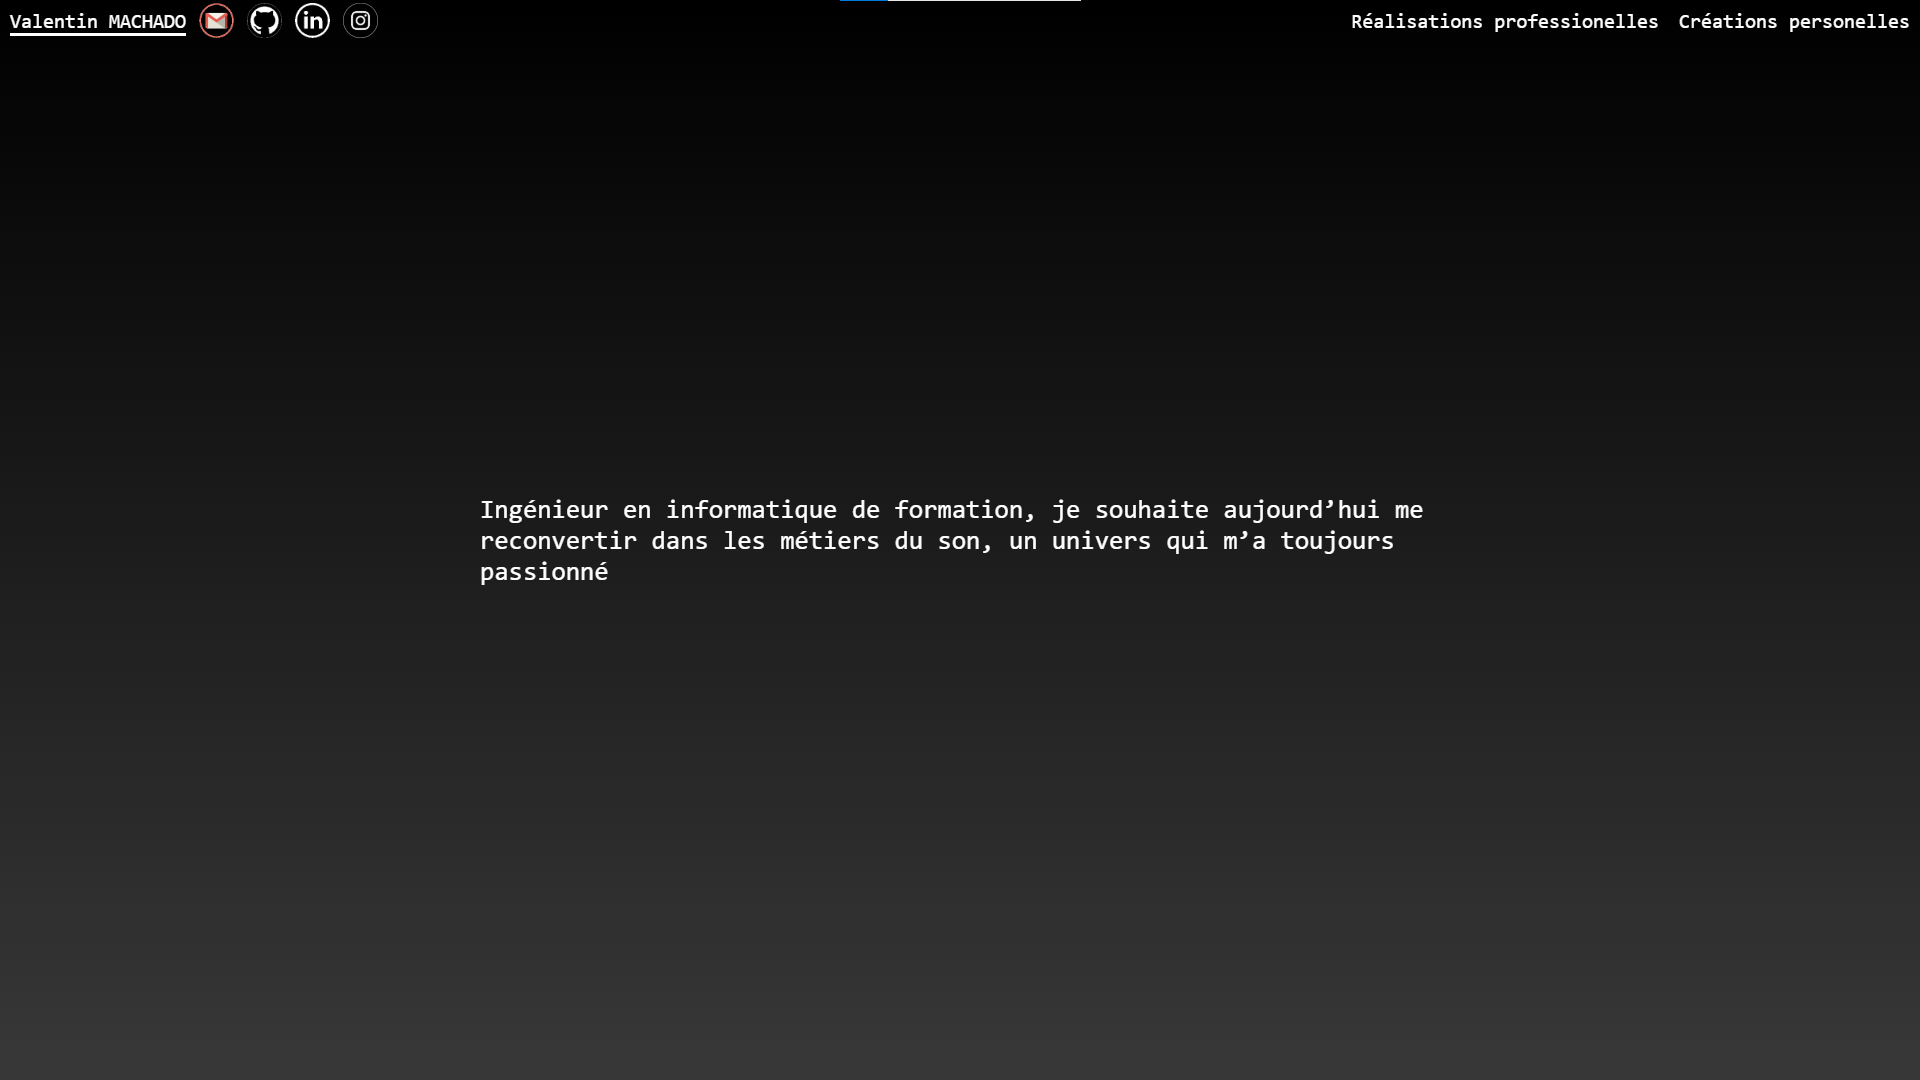 Valentin MACHADO
in
Réalisations professionelles Créations personelles
Ingénieur en informatique de formation, je souhaite aujourd’hui me
reconvertir dans les métiers du son, un univers qui m’a toujours
passionné